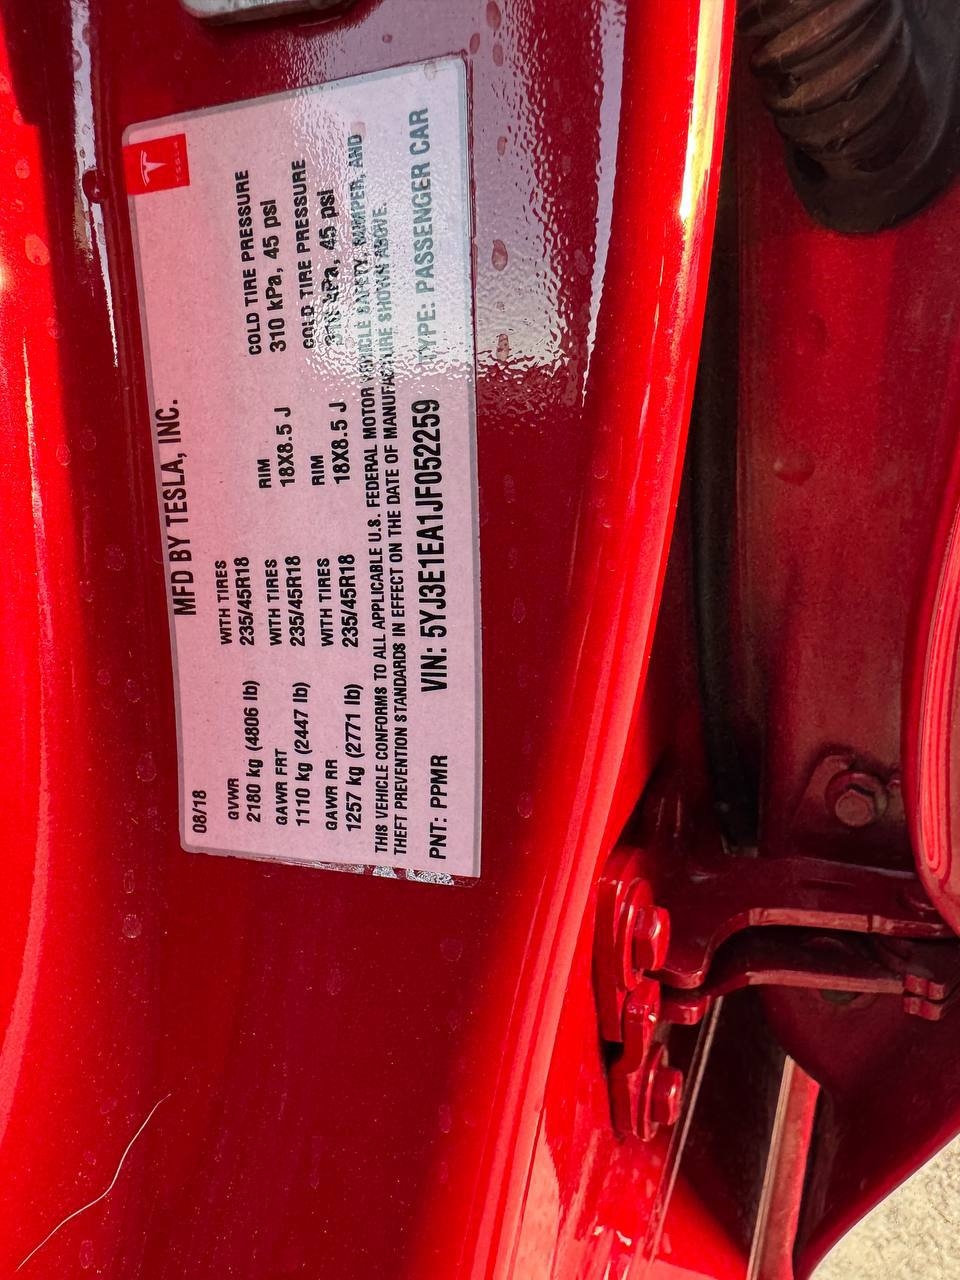 TESLA
MFD BY TESLA, INC.
08/18
GVWR WITH TIRES COLD TIRE PRESSURE
2180 kg (4806 lb) 235/45R18 310 kPa, 45 psi
GAWR FRT WITH TIRES RIM COLD TIRE PRESSURE
1110 kg (2447 lb) 235/45R18 18X8.5 J 310 kPa, 45 psi
GAWR RR WITH TIRES RIM
1257 kg (2771 lb) 235/45R18 18X8.5 J
THIS VEHICLE CONFORMS TO ALL APPLICABLE U.S. FEDERAL MOTOR VEHICLE SAFETY, BUMPER, AND
THEFT PREVENTION STANDARDS IN EFFECT ON THE DATE OF MANUFACTURE SHOWN ABOVE.
PNT: PPMR VIN: 5YJ3E1EA1JF052259 TYPE: PASSENGER CAR